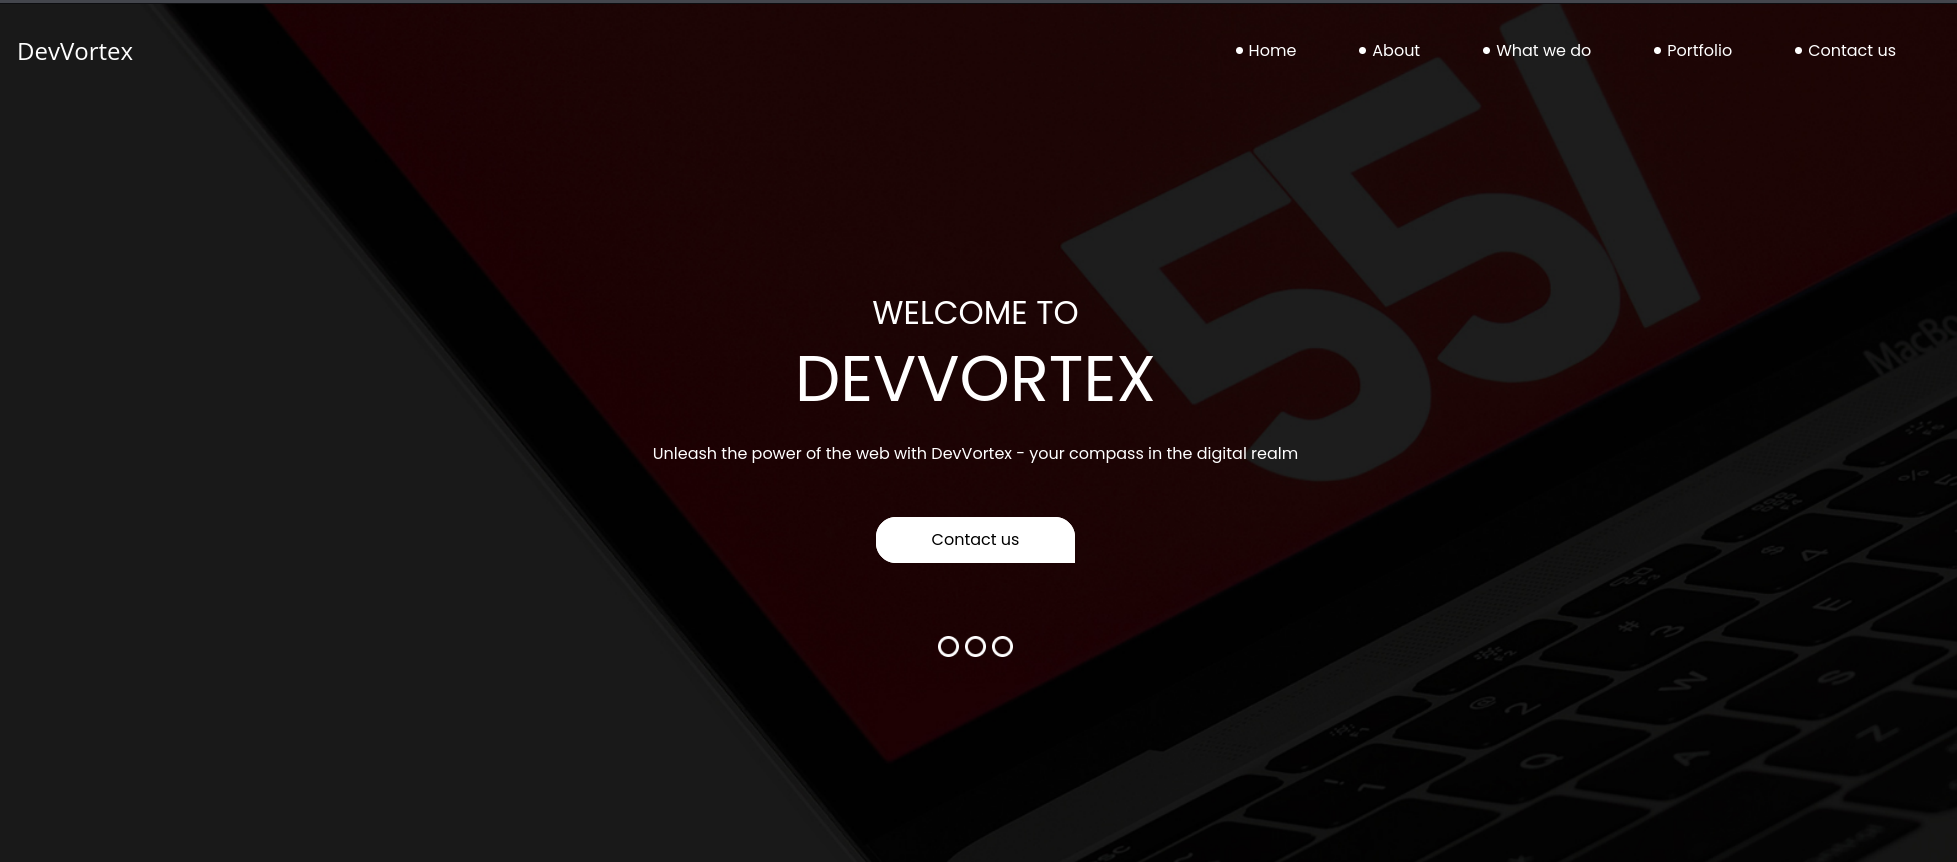 DevVortex
Home
About
What we do
Portfolio
Contact us
WELCOME TO
DEVVORTEX
Unleash the power of the web with DevVortex - your compass in the digital realm
Contact us
55/